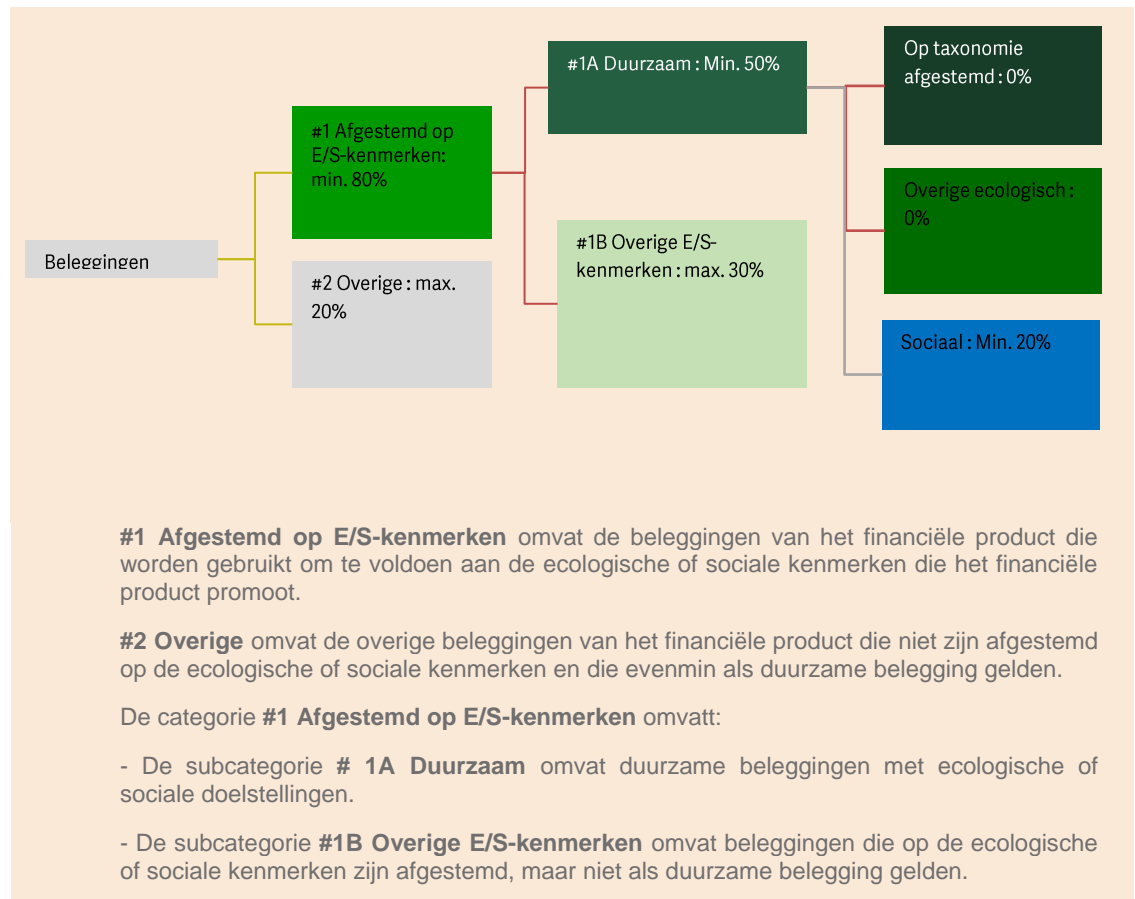 Beleggingen
#1 Afgestemd op
E/S-kenmerken:
min. 80%
#2 Overige : max.
20%
#1A Duurzaam : Min. 50%
#1B Overige E/S-
kenmerken : max. 30%
Op taxonomie
afgestemd : 0%
Overige ecologisch :
0%
Sociaal : Min. 20%
#1 Afgestemd op E/S-kenmerken omvat de beleggingen van het financiële product die
worden gebruikt om te voldoen aan de ecologische of sociale kenmerken die het financiële
product promoot.
#2 Overige omvat de overige beleggingen van het financiële product die niet zijn afgestemd
op de ecologische of sociale kenmerken en die evenmin als duurzame belegging gelden.
De categorie #1 Afgestemd op E/S-kenmerken omvatt:
- De subcategorie # 1A Duurzaam omvat duurzame beleggingen met ecologische of
sociale doelstellingen.
- De subcategorie #1B Overige E/S-kenmerken omvat beleggingen die op de ecologische
of sociale kenmerken zijn afgestemd, maar niet als duurzame belegging gelden.